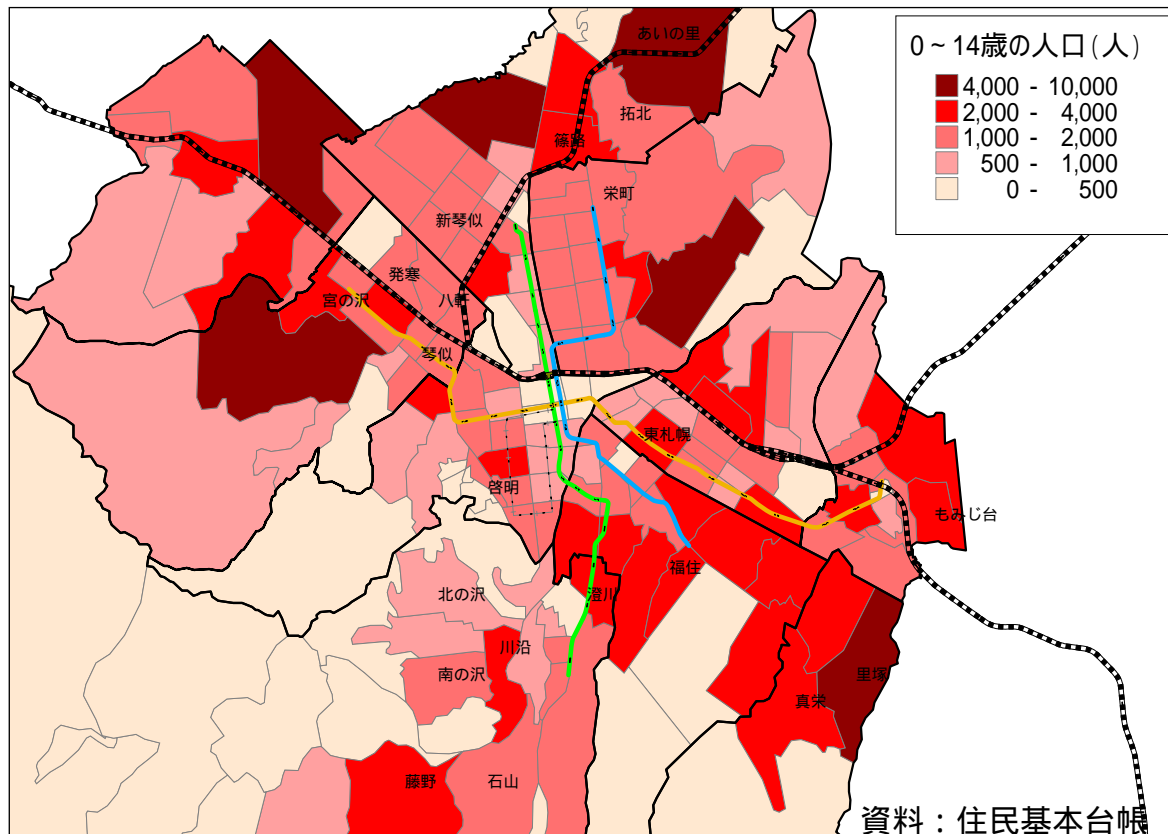 0~14歳の人口(人)
4,000 - 10,000
2,000 - 4,000
1,000 - 2,000
500 - 1,000
0 - 500
あいの里
拓北
篠路
栄町
新琴似
発寒
宮の沢
八軒
琴似
東札幌
啓明
もみじ台
福住
北の沢
澄川
川沿
南の沢
里塚
真栄
藤野
石山
資料:住民基本台帳